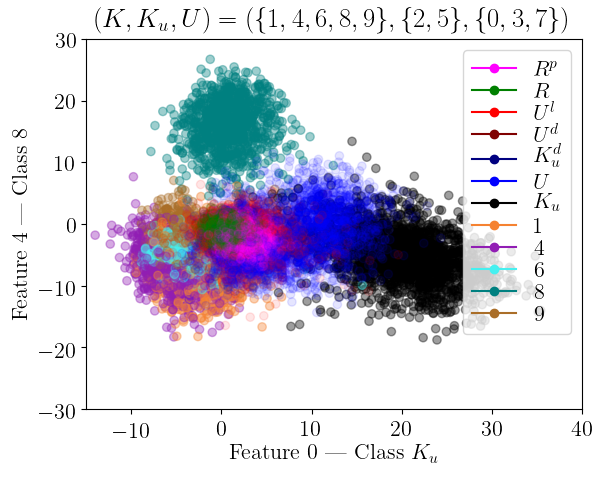 (K, K_u, U) = ({1, 4, 6, 8, 9}, {2, 5}, {0, 3, 7})
30
20
10
0
−10
−20
−30
Feature 4 — Class 8
−10
0
10
20
30
40
Feature 0 — Class K_u
R^p
R
U^l
U^d
K_u^d
U
K_u
1
4
6
8
9